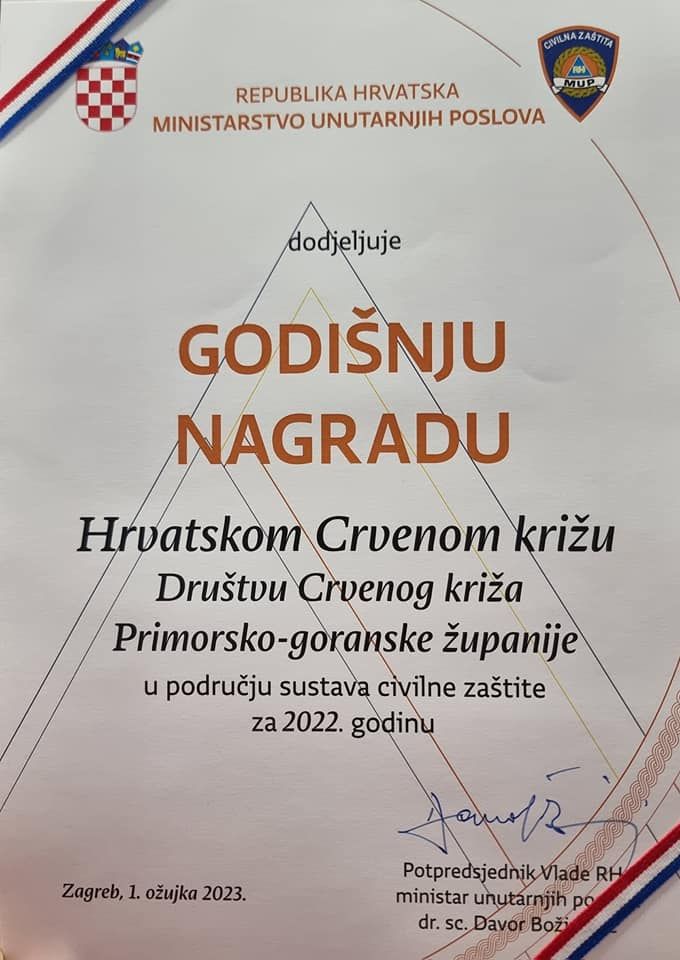 CIVILNA ZAŠTITA
RH
MUP
REPUBLIKA HRVATSKA
MINISTARSTVO UNUTARNJIH POSLOVA
dodjeljuje
GODIŠNJU
NAGRADU
Hrvatskom Crvenom križu
Društvu Crvenog križa
Primorsko-goranske županije
u području sustava civilne zaštite
za 2022. godinu
Zagreb, 1. ožujka 2023.
Potpredsjednik Vlade RH
ministar unutarnjih
dr. sc. Davor